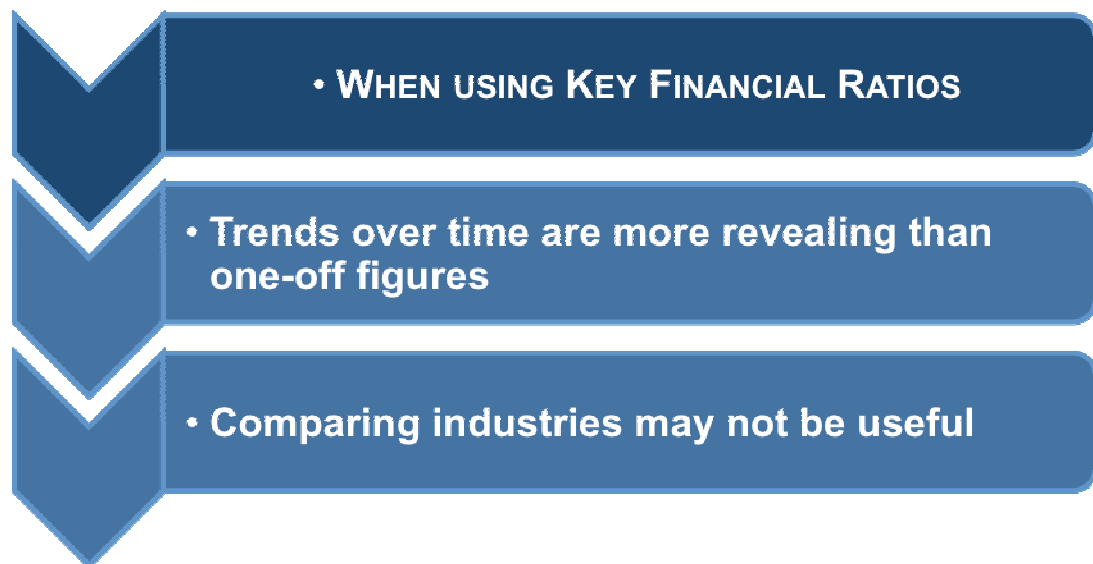 • WHEN USING KEY FINANCIAL RATIOS
• Trends over time are more revealing than
one-off figures
• Comparing industries may not be useful